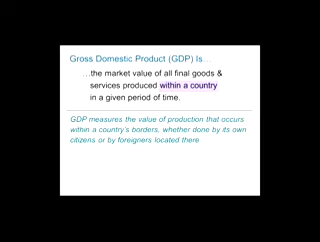 Gross Domestic Product (GDP) Is…
…the market value of all final goods &
services produced within a country
in a given period of time.
GDP measures the value of production that occurs
within a country's borders, whether done by its own
citizens or by foreigners located there